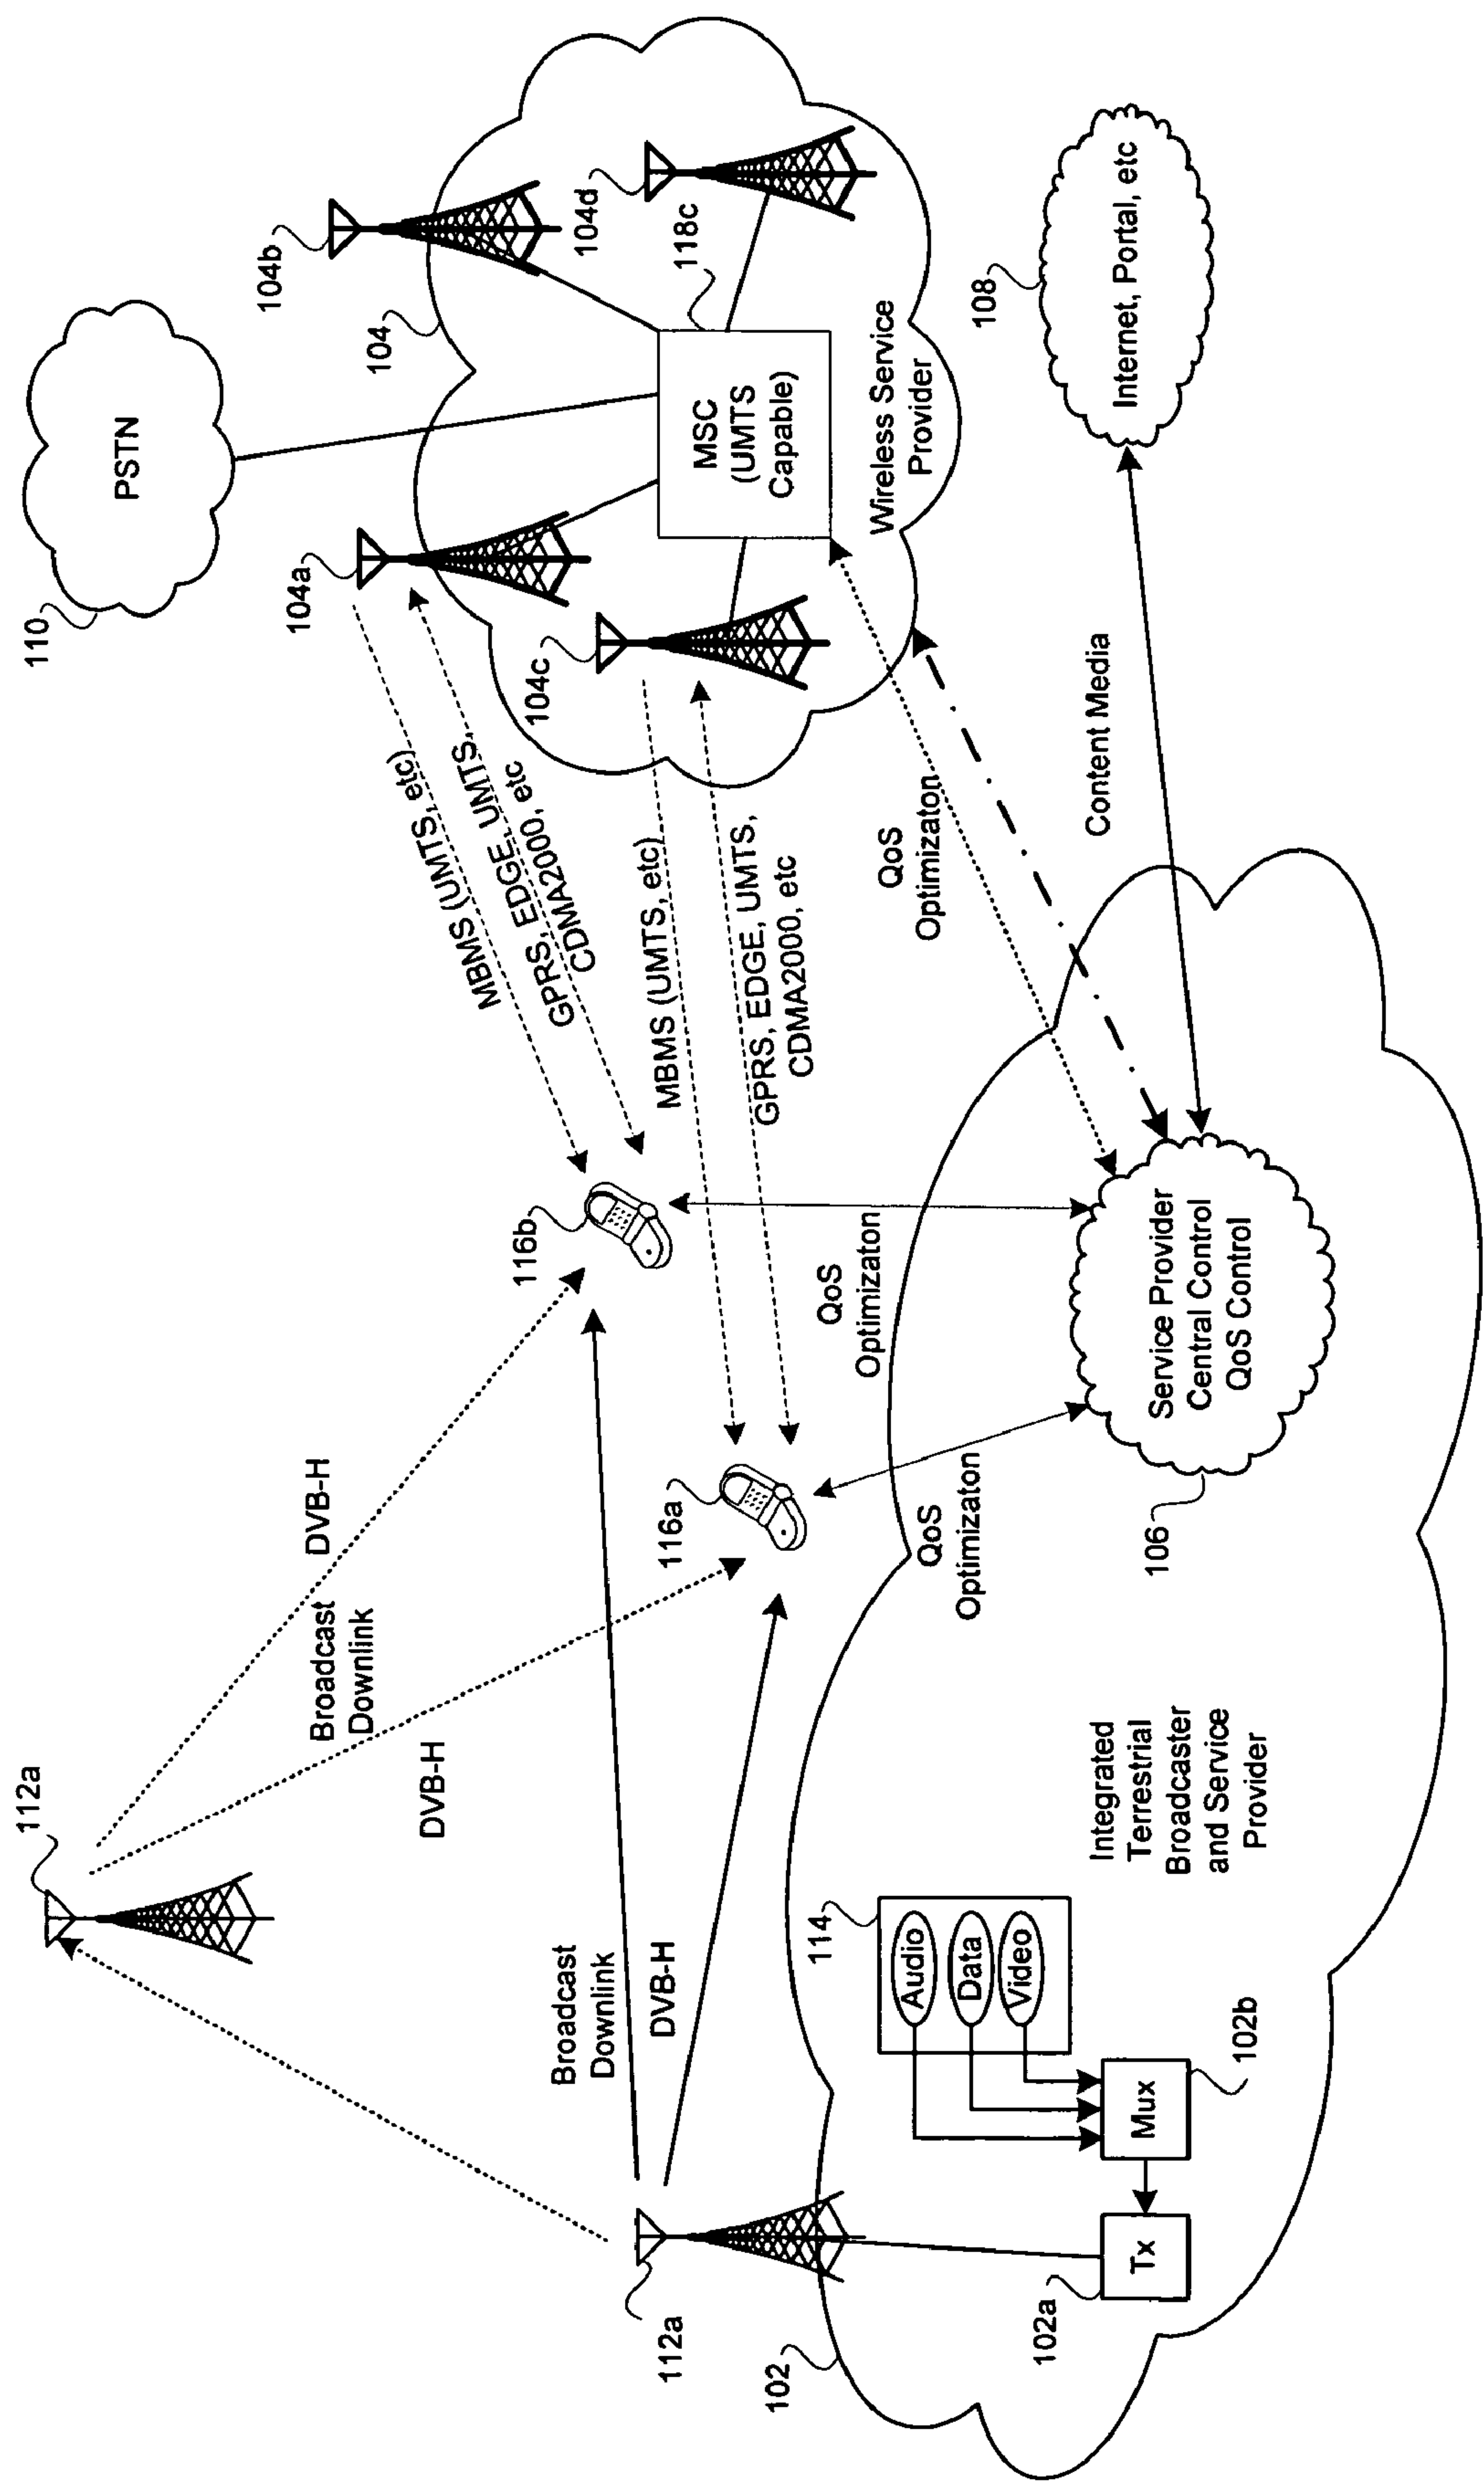 112a
110
PSTN
104b
104
104a
104d
118c
104c
MSC
(UMTS
Capable)
Wireless Service
Provider
MBMS (UMTS, etc)
GPRS, EDGE, UMTS,
CDMA2000, etc
MBMS (UMTS, etc)
GPRS, EDGE, UMTS,
CDMA2000, etc
DVB-H
Broadcast
Downlink
DVB-H
116b
116a
112a
Broadcast
Downlink
DVB-H
QoS
Optimizaton
QoS
Optimizaton
QoS
Optimizaton
Content Media
108
Internet, Portal, etc
102
114
Audio
Data
Video
Integrated
Terrestrial
Broadcaster
and Service
Provider
106
Service Provider
Central Control
QoS Control
102a
Tx
Mux
102b